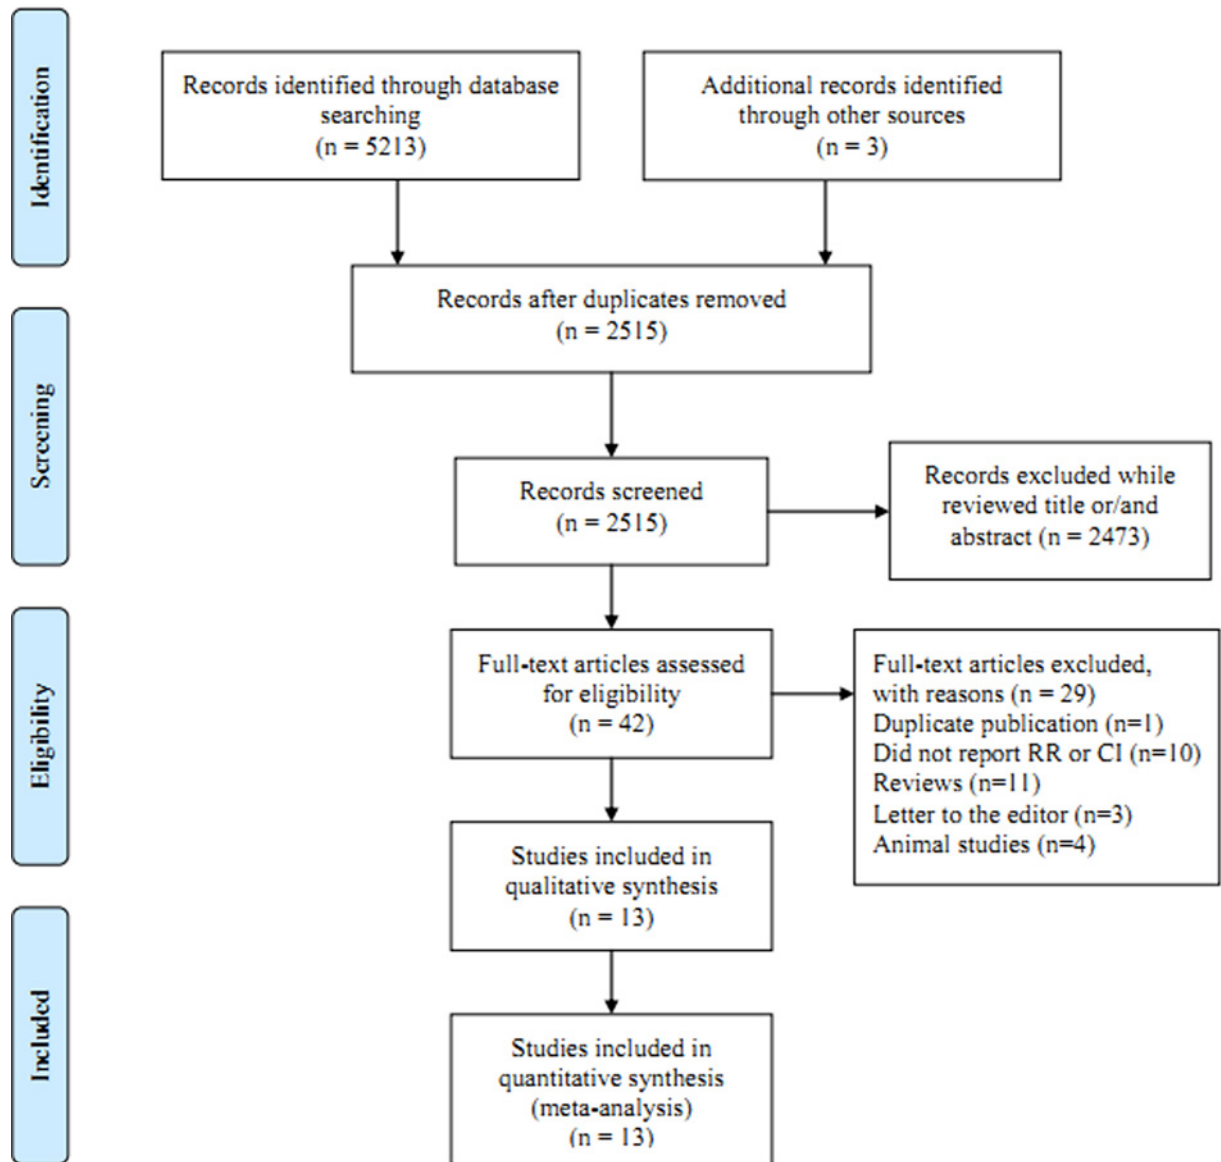 Identification
Records identified through database
searching
(n = 5213)
Additional records identified
through other sources
(n = 3)
Records after duplicates removed
(n = 2515)
Screening
Records screened
(n = 2515)
Records excluded while
reviewed title or/and
abstract (n = 2473)
Eligibility
Full-text articles assessed
for eligibility
(n = 42)
Full-text articles excluded,
with reasons (n = 29)
Duplicate publication (n=1)
Did not report RR or CI (n=10)
Reviews (n=11)
Letter to the editor (n=3)
Animal studies (n=4)
Studies included in
qualitative synthesis
(n = 13)
Included
Studies included in
quantitative synthesis
(meta-analysis)
(n = 13)